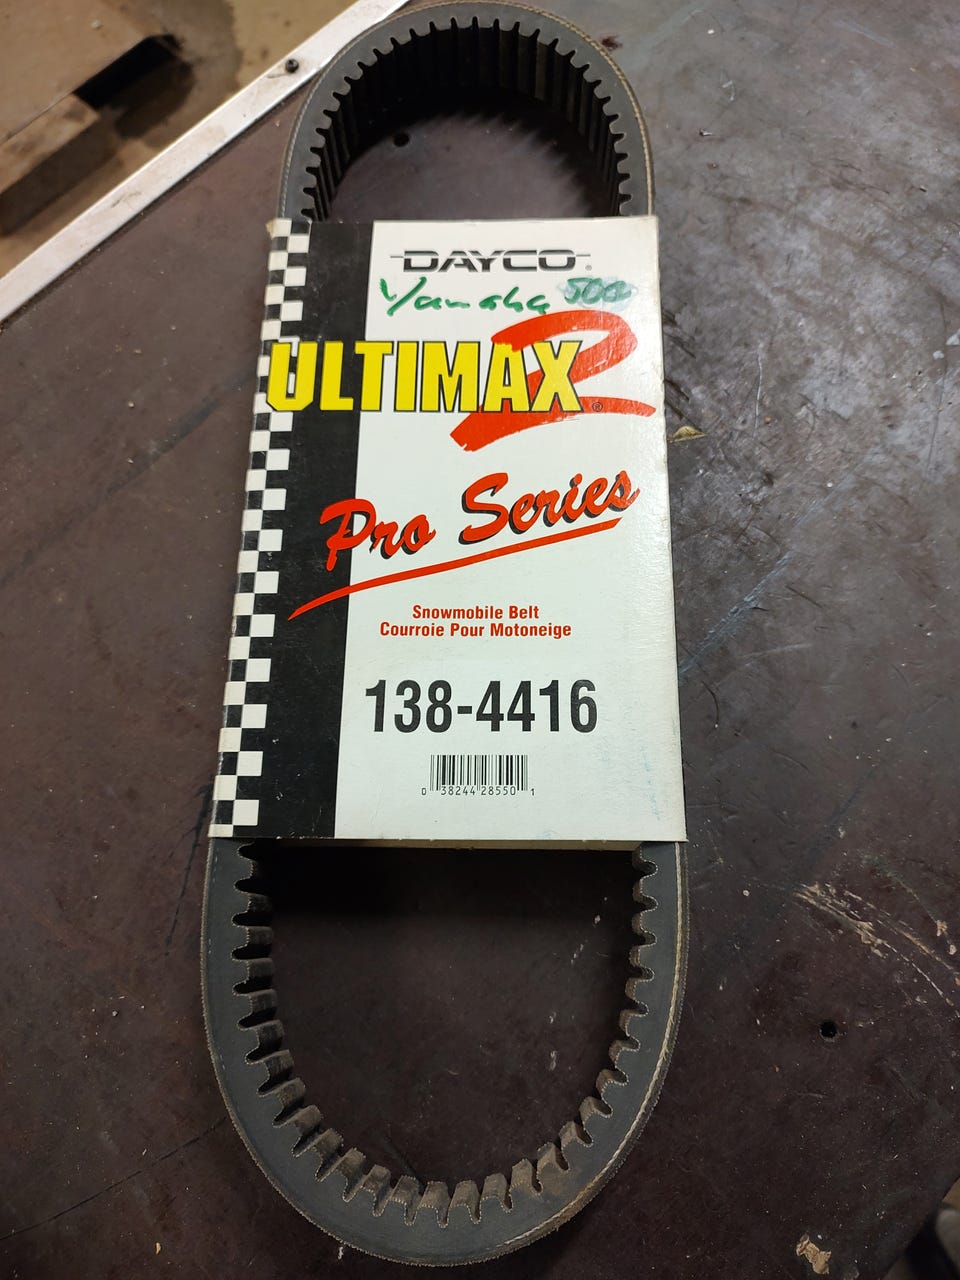 DAYCO®
Yamaha 500
ULTIMAX 2®
Pro Series
Snowmobile Belt
Courroie Pour Motoneige
138-4416
0 38244 28550 1